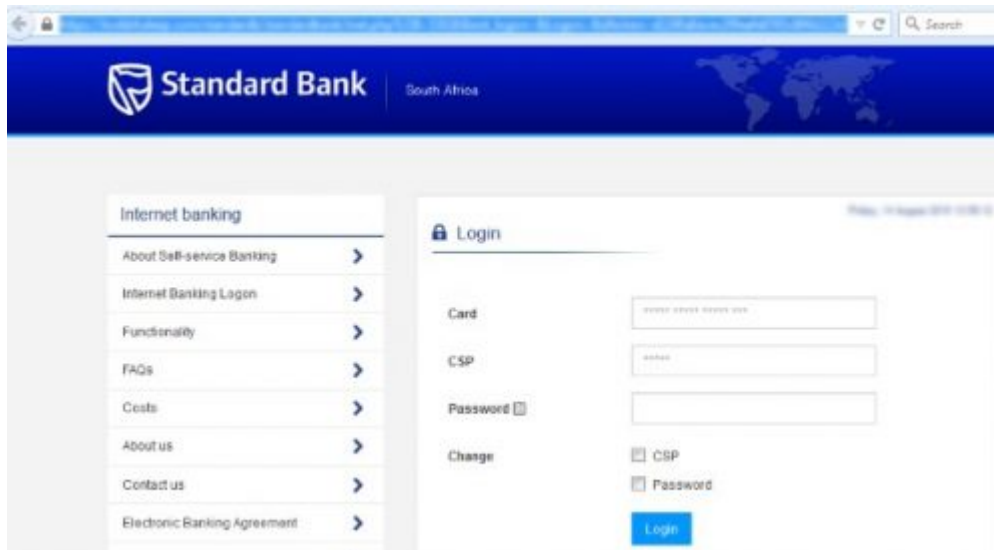 Search
Standard Bank
South Africa
Internet banking
About Self-service Banking
Internet Banking Logon
Functionality
FAQs
Costs
About us
Contact us
Electronic Banking Agreement
Login
Card
***** ***** ***** ***
CSP
*****
Password
Change
CSP
Password
Login